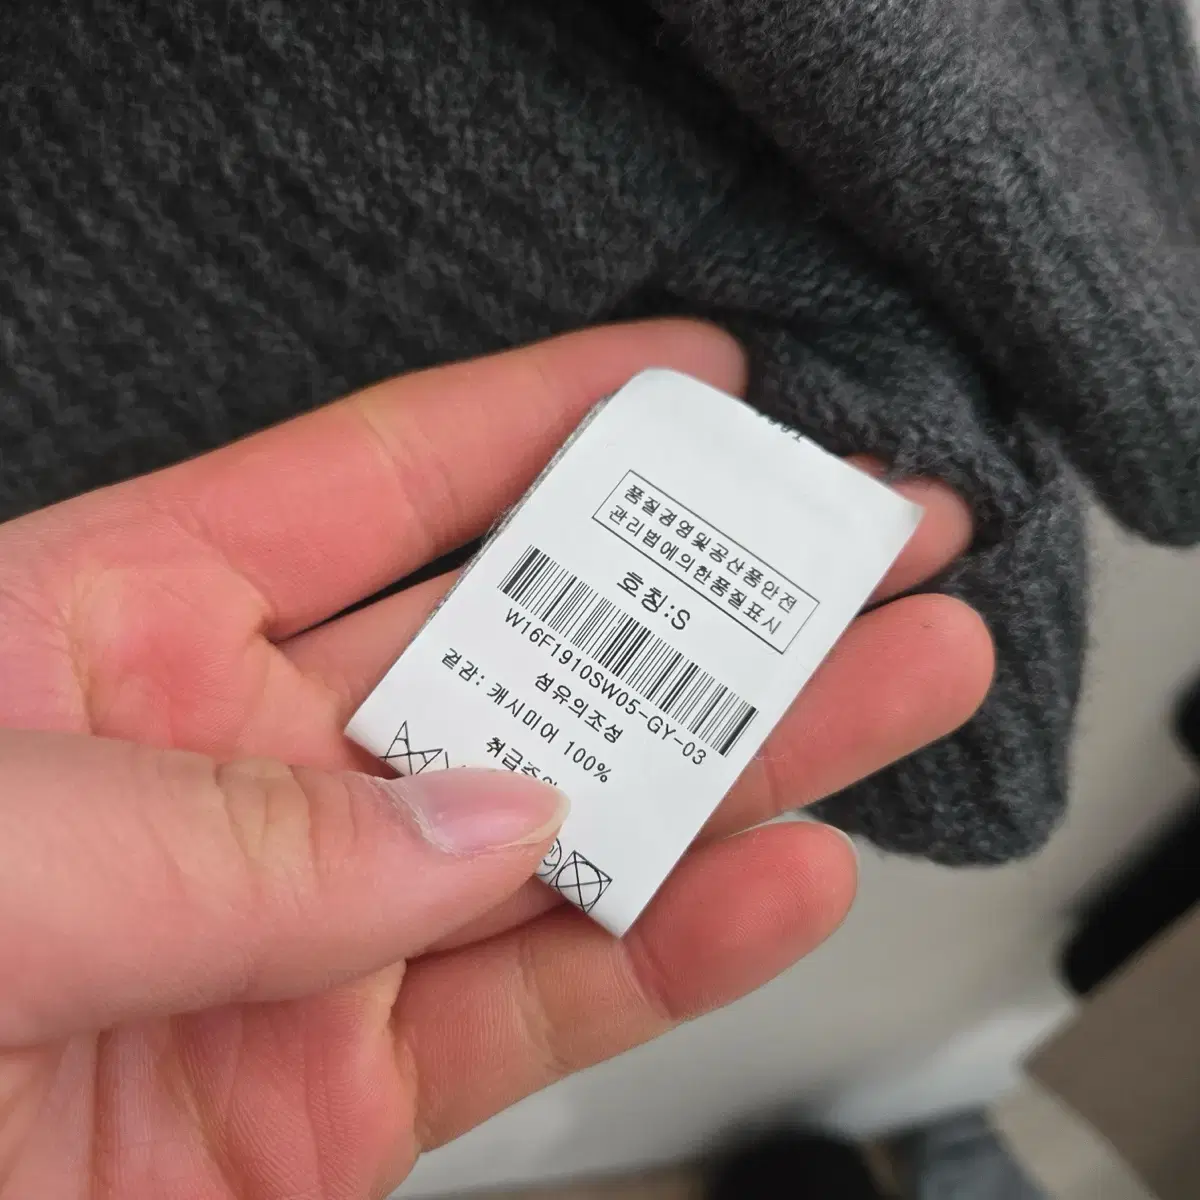 품질경영및공산품안전
관리법에의한품질표시
호칭:S
W16F1910SW05-GY-03
섬유의조성
겉감: 캐시미어 100%